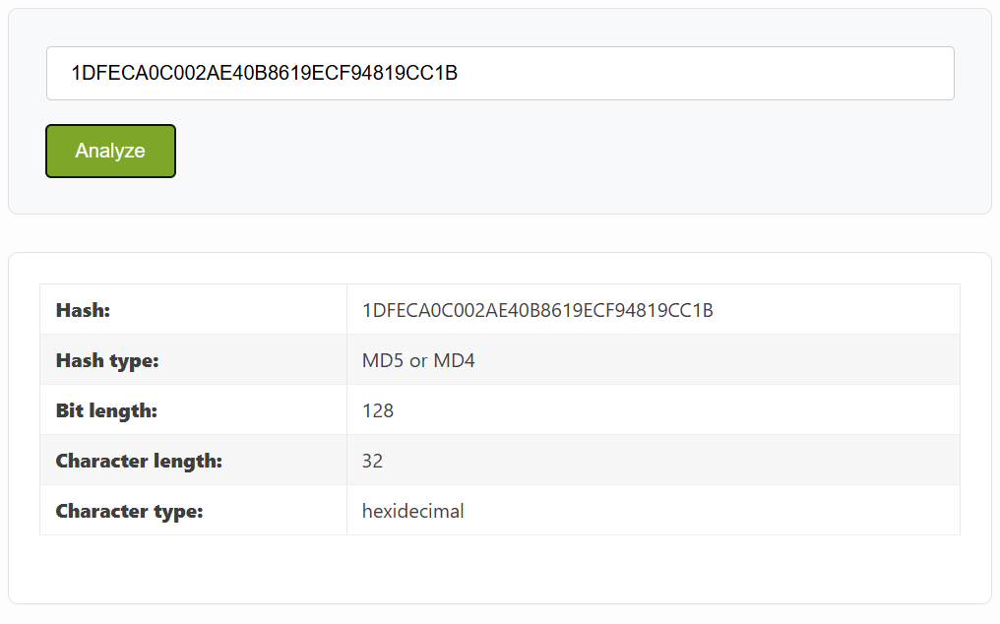 1DFECA0C002AE40B8619ECF94819CC1B
Analyze
Hash: 1DFECA0C002AE40B8619ECF94819CC1B
Hash type: MD5 or MD4
Bit length: 128
Character length: 32
Character type: hexidecimal